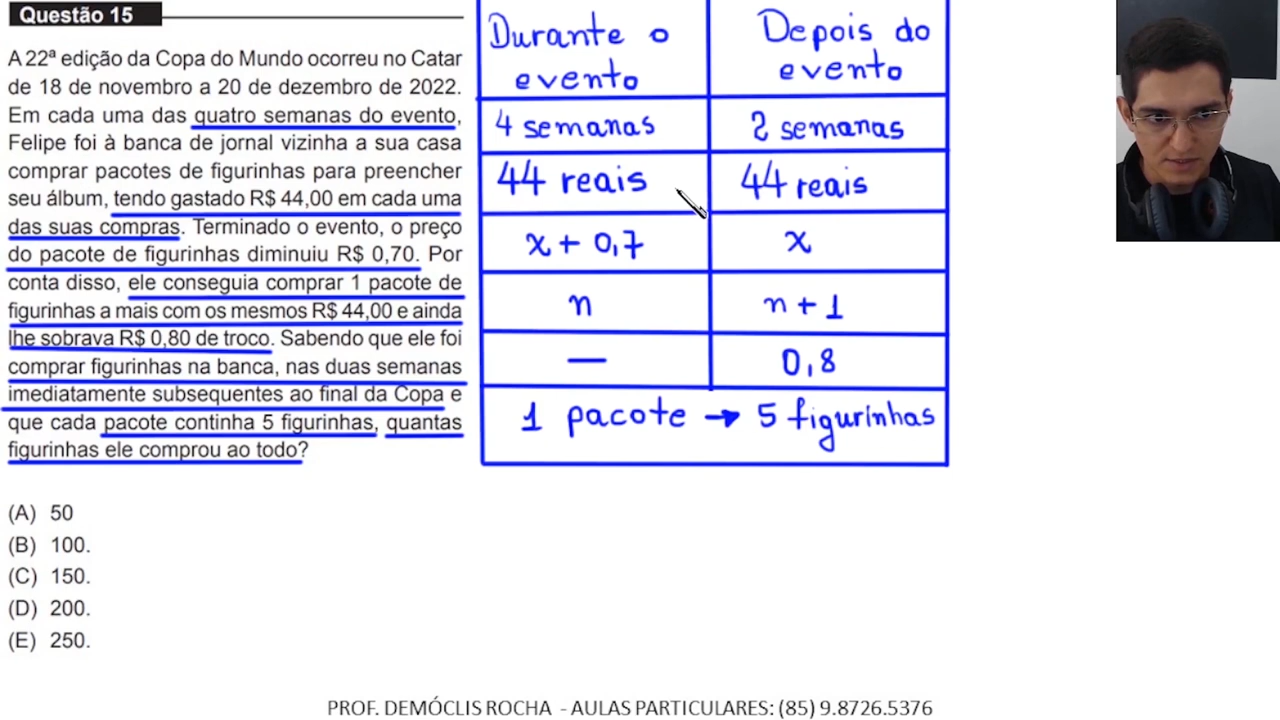 Questão 15
A 22ª edição da Copa do Mundo ocorreu no Catar
de 18 de novembro a 20 de dezembro de 2022.
Em cada uma das quatro semanas do evento,
Felipe foi à banca de jornal vizinha a sua casa
comprar pacotes de figurinhas para preencher
seu álbum, tendo gastado R$ 44,00 em cada uma
das suas compras. Terminado o evento, o preço
do pacote de figurinhas diminuiu R$ 0,70. Por
conta disso, ele conseguia comprar 1 pacote de
figurinhas a mais com os mesmos R$ 44,00 e ainda
lhe sobrava R$ 0,80 de troco. Sabendo que ele foi
comprar figurinhas na banca, nas duas semanas
imediatamente subsequentes ao final da Copa e
que cada pacote continha 5 figurinhas, quantas
figurinhas ele comprou ao todo?
(A) 50
(B) 100.
(C) 150.
(D) 200.
(E) 250.
Durante o evento
Depois do evento
4 semanas
2 semanas
44 reais
44 reais
x + 0,7
x
n
n + 1
—
0,8
1 pacote → 5 figurinhas
PROF. DEMÓCLIS ROCHA - AULAS PARTICULARES: (85) 9.8726.5376